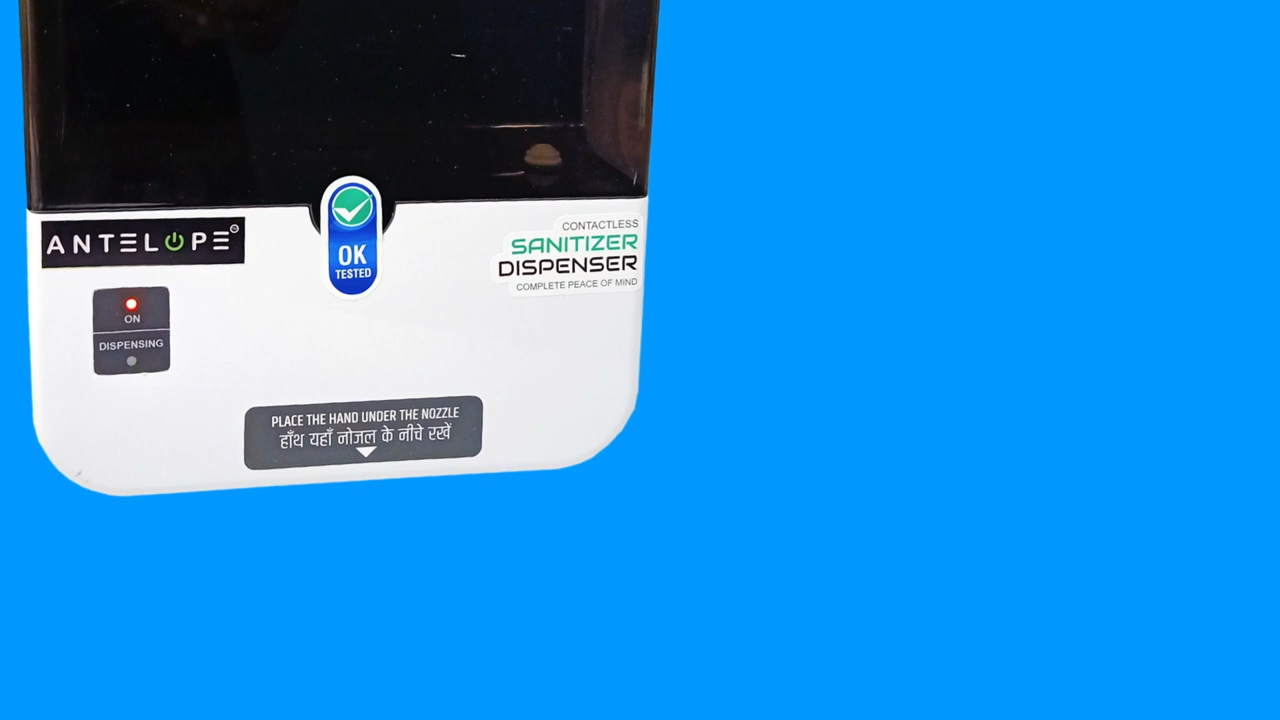 ANTELOPE
OK
TESTED
CONTACTLESS
SANITIZER
DISPENSER
COMPLETE PEACE OF MIND
ON
DISPENSING
PLACE THE HAND UNDER THE NOZZLE
हाँथ यहाँ नोजल के नीचे रखें